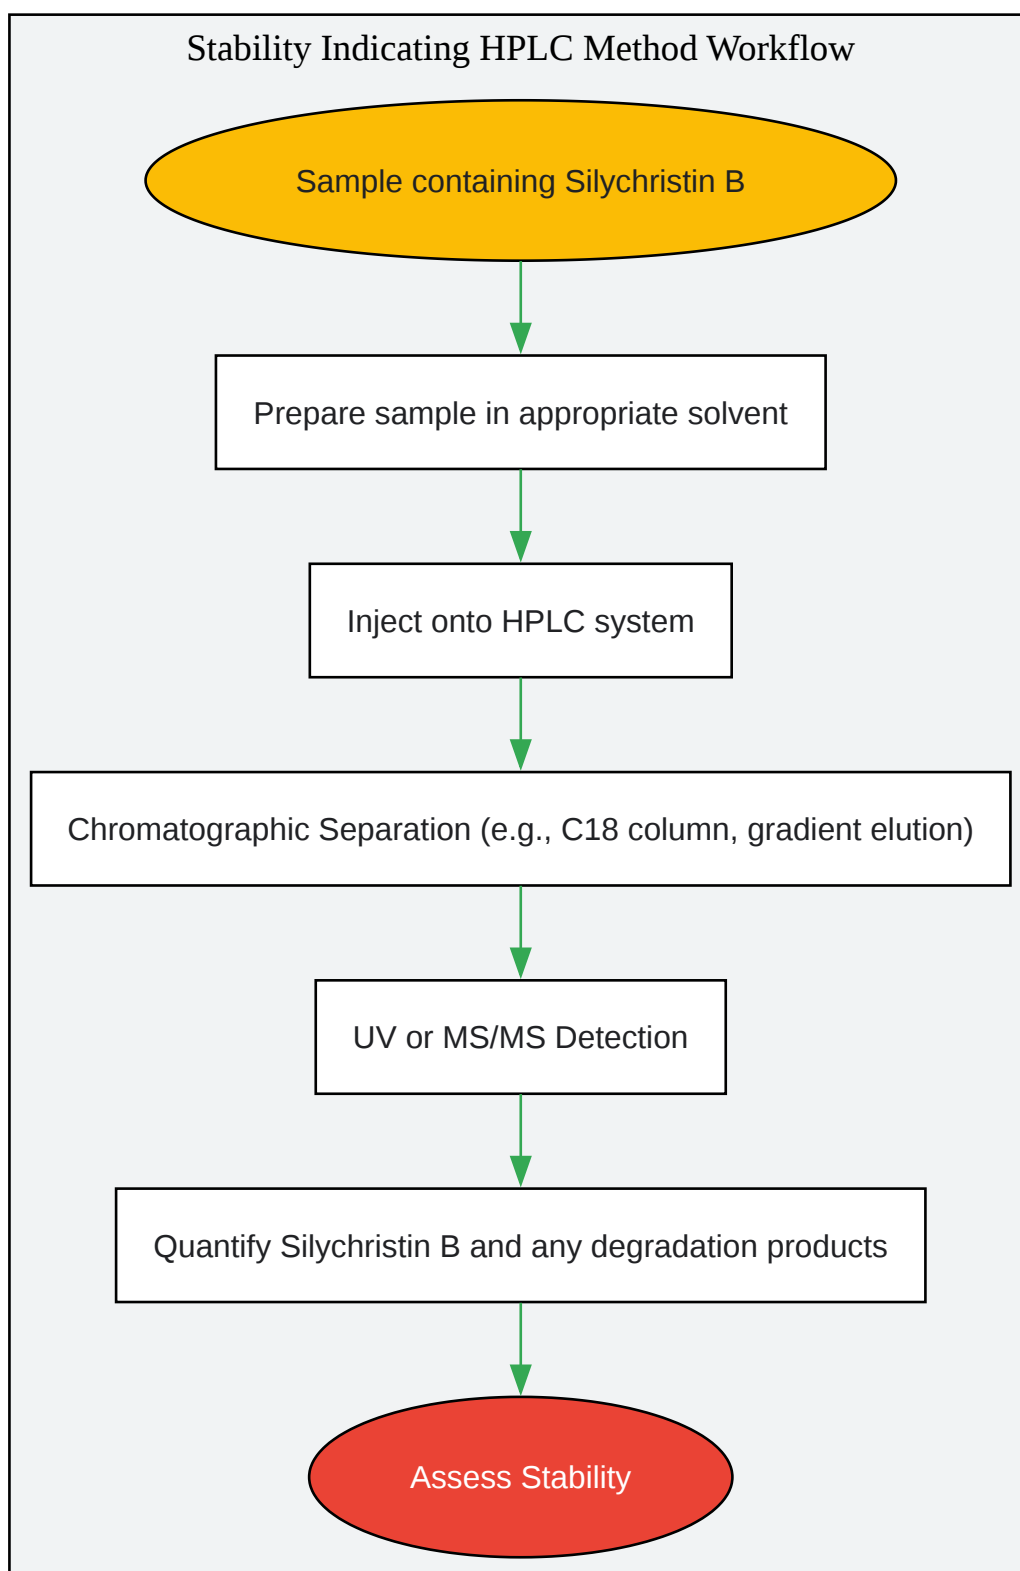 Stability Indicating HPLC Method Workflow
Sample containing Silychristin B
Prepare sample in appropriate solvent
Inject onto HPLC system
Chromatographic Separation (e.g., C18 column, gradient elution)
UV or MS/MS Detection
Quantify Silychristin B and any degradation products
Assess Stability